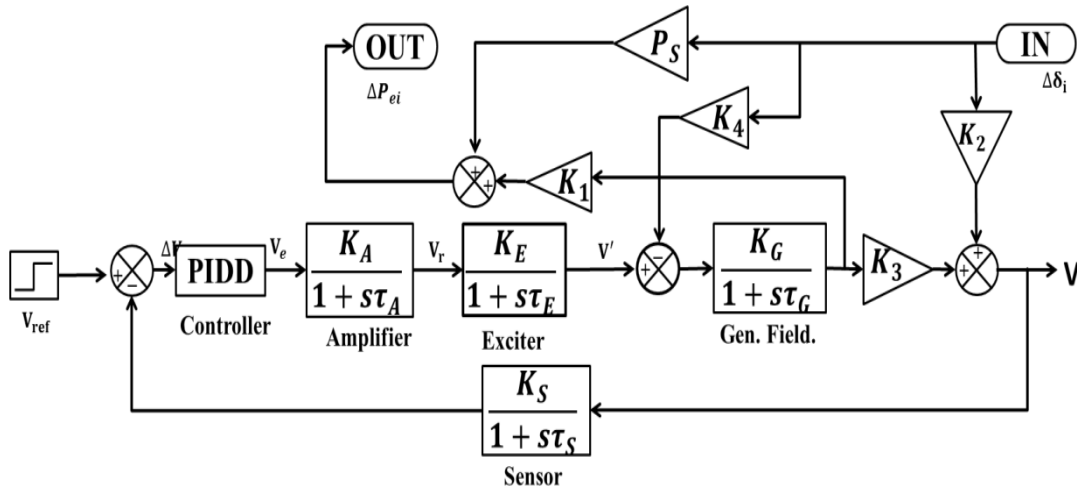 OUT
P_S
IN
ΔP_ei
Δδ_i
K_4
K_2
+
+
K_1
V_ref
+
−
ΔV
PIDD
Controller
V_e
K_A
1 + sτ_A
Amplifier
V_r
K_E
1 + sτ_E
Exciter
V'
+
−
K_G
1 + sτ_G
Gen. Field.
K_3
+
+
V
K_S
1 + sτ_S
Sensor